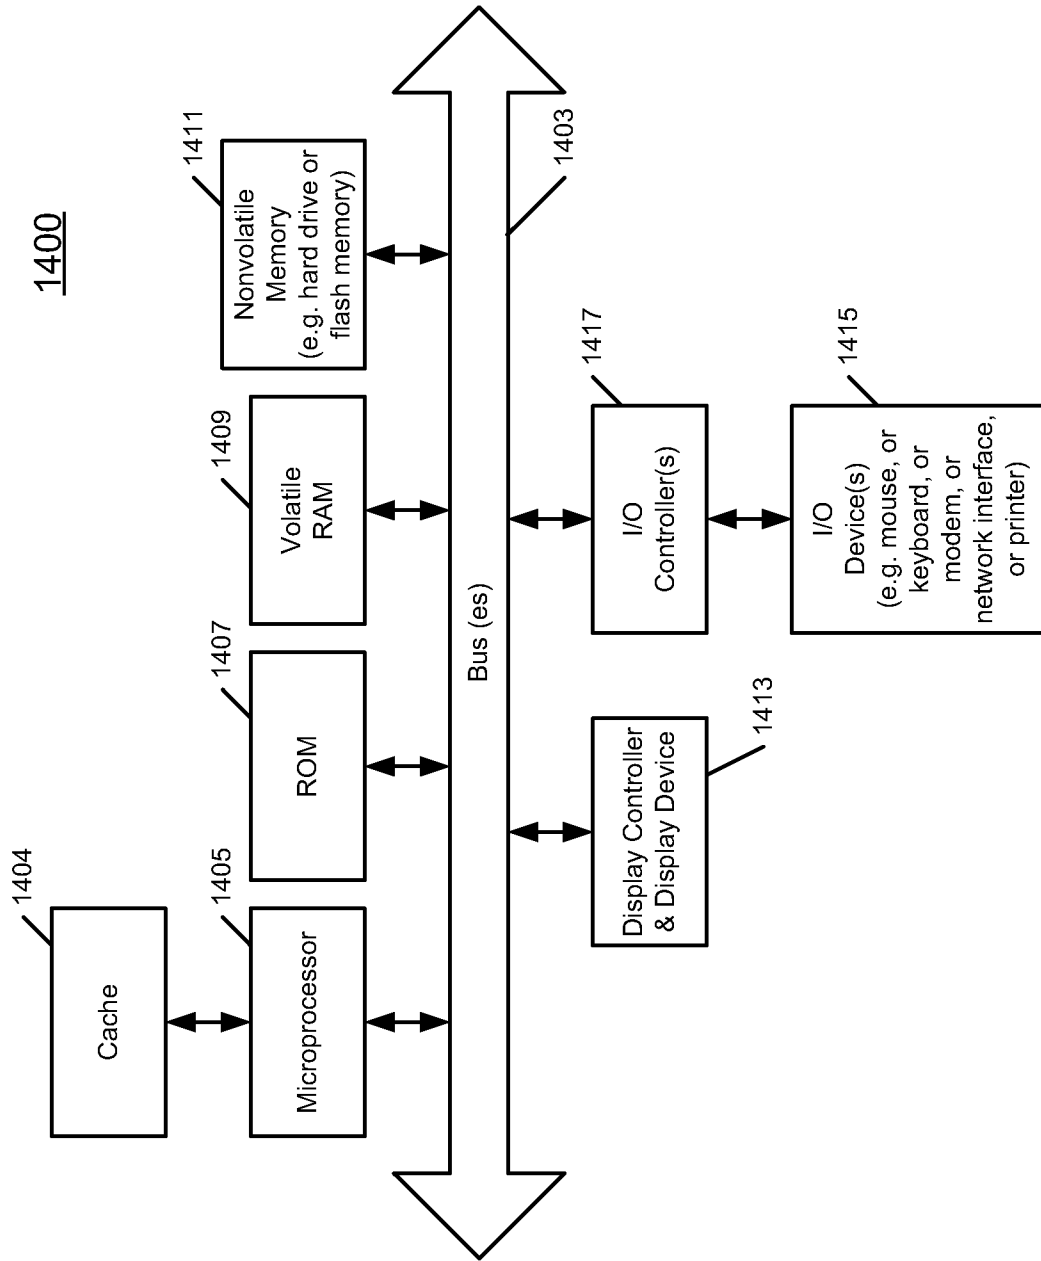 1400
1404
Cache
1405
Microprocessor
1407
ROM
1409
Volatile
RAM
1411
Nonvolatile
Memory
(e.g. hard drive or
flash memory)
Bus (es)
1403
Display Controller
& Display Device
1413
I/O
Controller(s)
1417
I/O
Device(s)
(e.g. mouse, or
keyboard, or
modem, or
network interface,
or printer)
1415